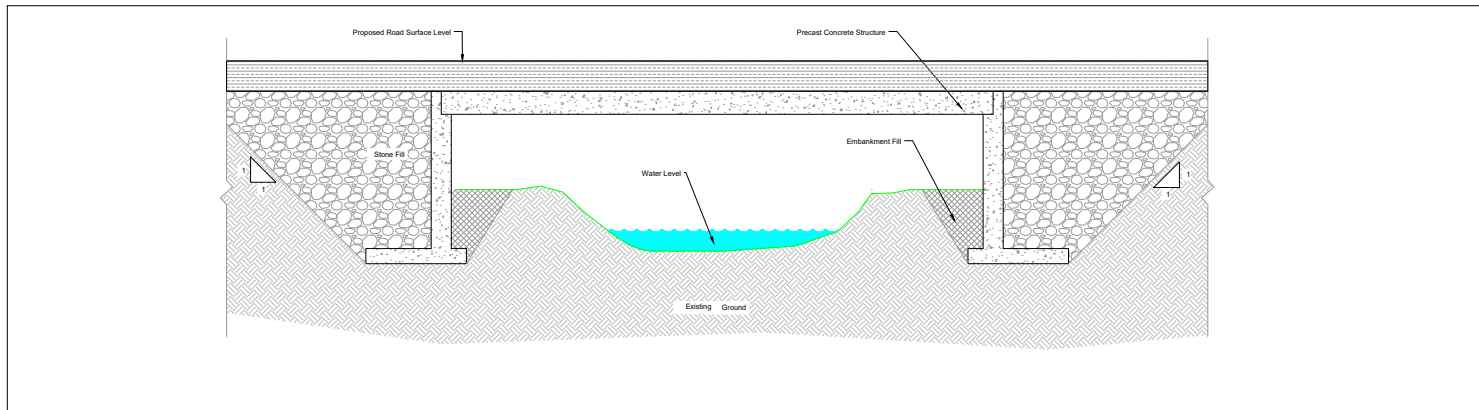 Proposed Road Surface Level
Precast Concrete Structure
Stone Fill
Embankment Fill
Water Level
1
1
1
1
Existing Ground